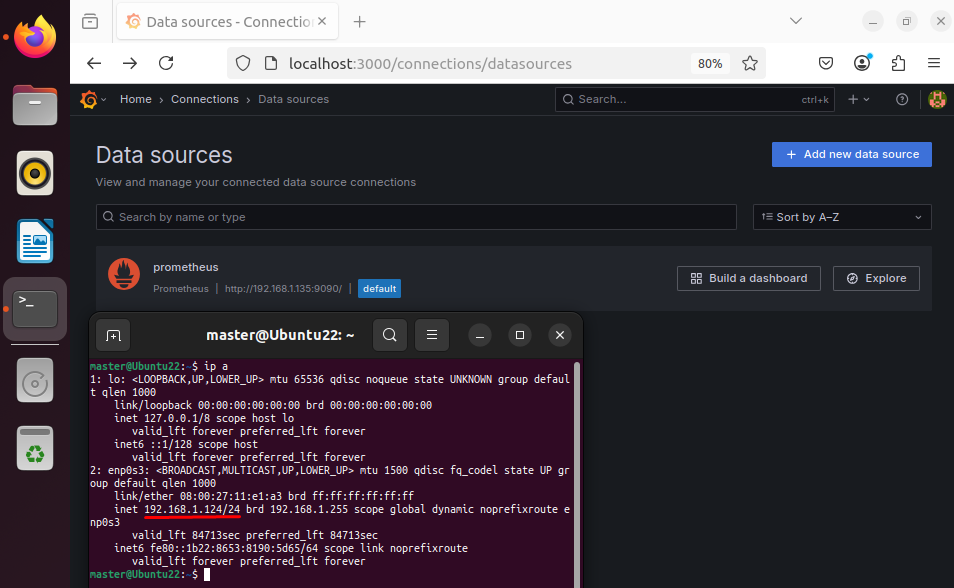 Data sources - Connectio
localhost:3000/connections/datasources
80%
Home › Connections › Data sources
Search...
ctrl+k
Data sources
View and manage your connected data source connections
+ Add new data source
Search by name or type
Sort by A–Z
prometheus
Prometheus | http://192.168.1.135:9090/ | default
Build a dashboard
Explore
master@Ubuntu22: ~
master@Ubuntu22:~$ ip a
1: lo: <LOOPBACK,UP,LOWER_UP> mtu 65536 qdisc noqueue state UNKNOWN group defaul
t qlen 1000
    link/loopback 00:00:00:00:00:00 brd 00:00:00:00:00:00
    inet 127.0.0.1/8 scope host lo
       valid_lft forever preferred_lft forever
    inet6 ::1/128 scope host
       valid_lft forever preferred_lft forever
2: enp0s3: <BROADCAST,MULTICAST,UP,LOWER_UP> mtu 1500 qdisc fq_codel state UP gr
oup default qlen 1000
    link/ether 08:00:27:11:e1:a3 brd ff:ff:ff:ff:ff:ff
    inet 192.168.1.124/24 brd 192.168.1.255 scope global dynamic noprefixroute e
np0s3
       valid_lft 84713sec preferred_lft 84713sec
    inet6 fe80::1b22:8653:8190:5d65/64 scope link noprefixroute
       valid_lft forever preferred_lft forever
master@Ubuntu22:~$